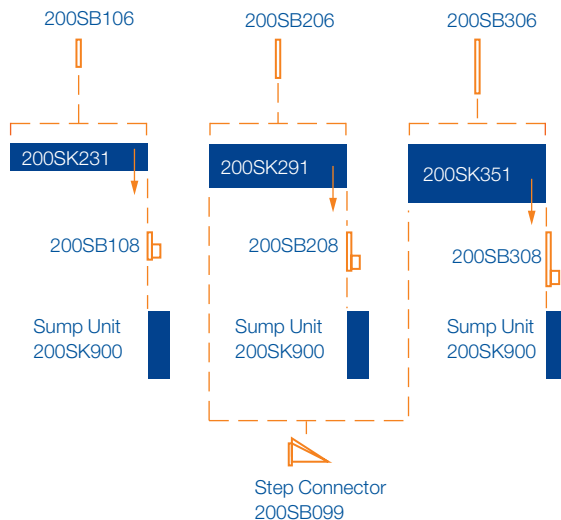 200SB106
200SB206
200SB306
200SK231
200SK291
200SK351
200SB108
200SB208
200SB308
Sump Unit
200SK900
Sump Unit
200SK900
Sump Unit
200SK900
Step Connector
200SB099